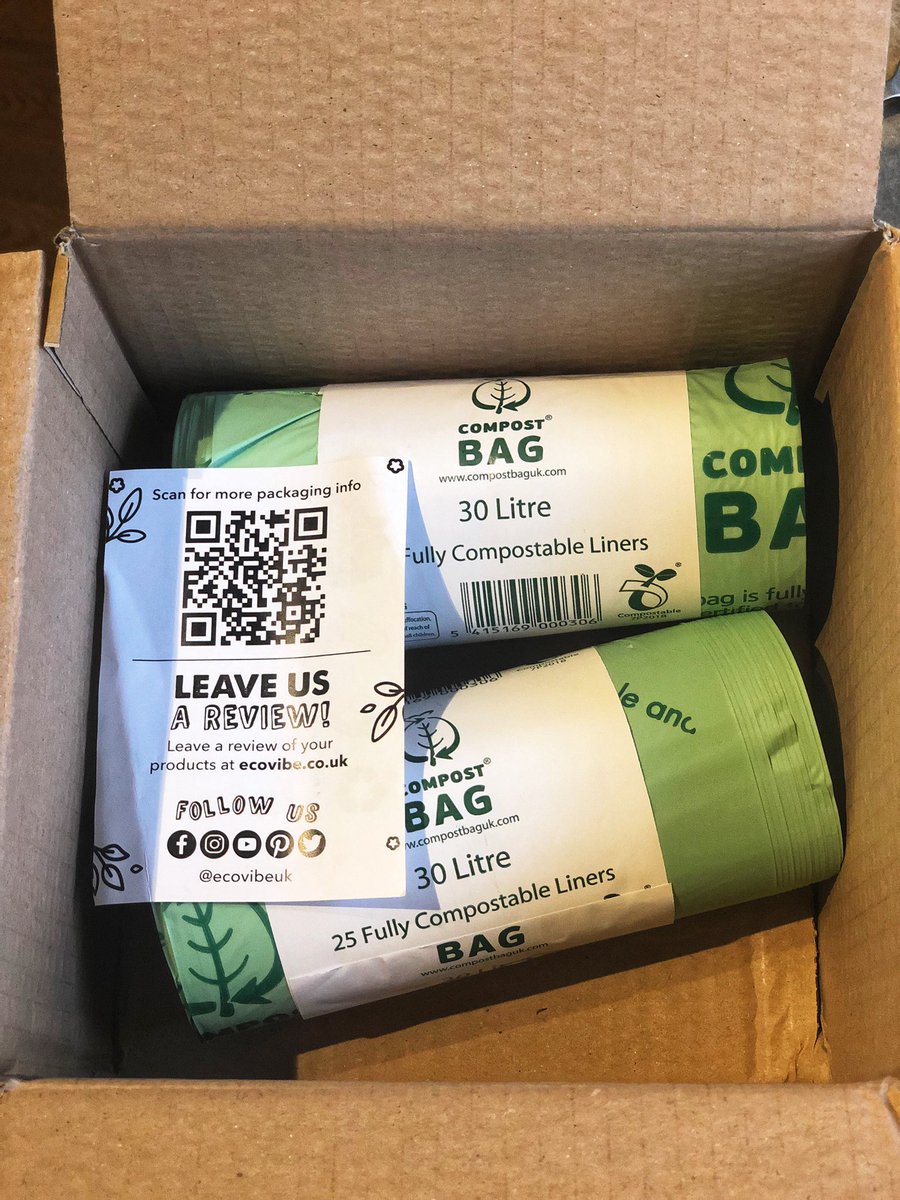 Scan for more packaging info
LEAVE US
A REVIEW!
Leave a review of your
products at ecovibe.co.uk
FOLLOW US
@ecovibeuk
COMPOST®
BAG
www.compostbaguk.com
30 Litre
Fully Compostable Liners
5 415169 000306
Compostable
COM
BA
bag is fully
le and
COMPOST®
BAG
www.compostbaguk.com
30 Litre
25 Fully Compostable Liners
BAG
www.compostbaguk.com